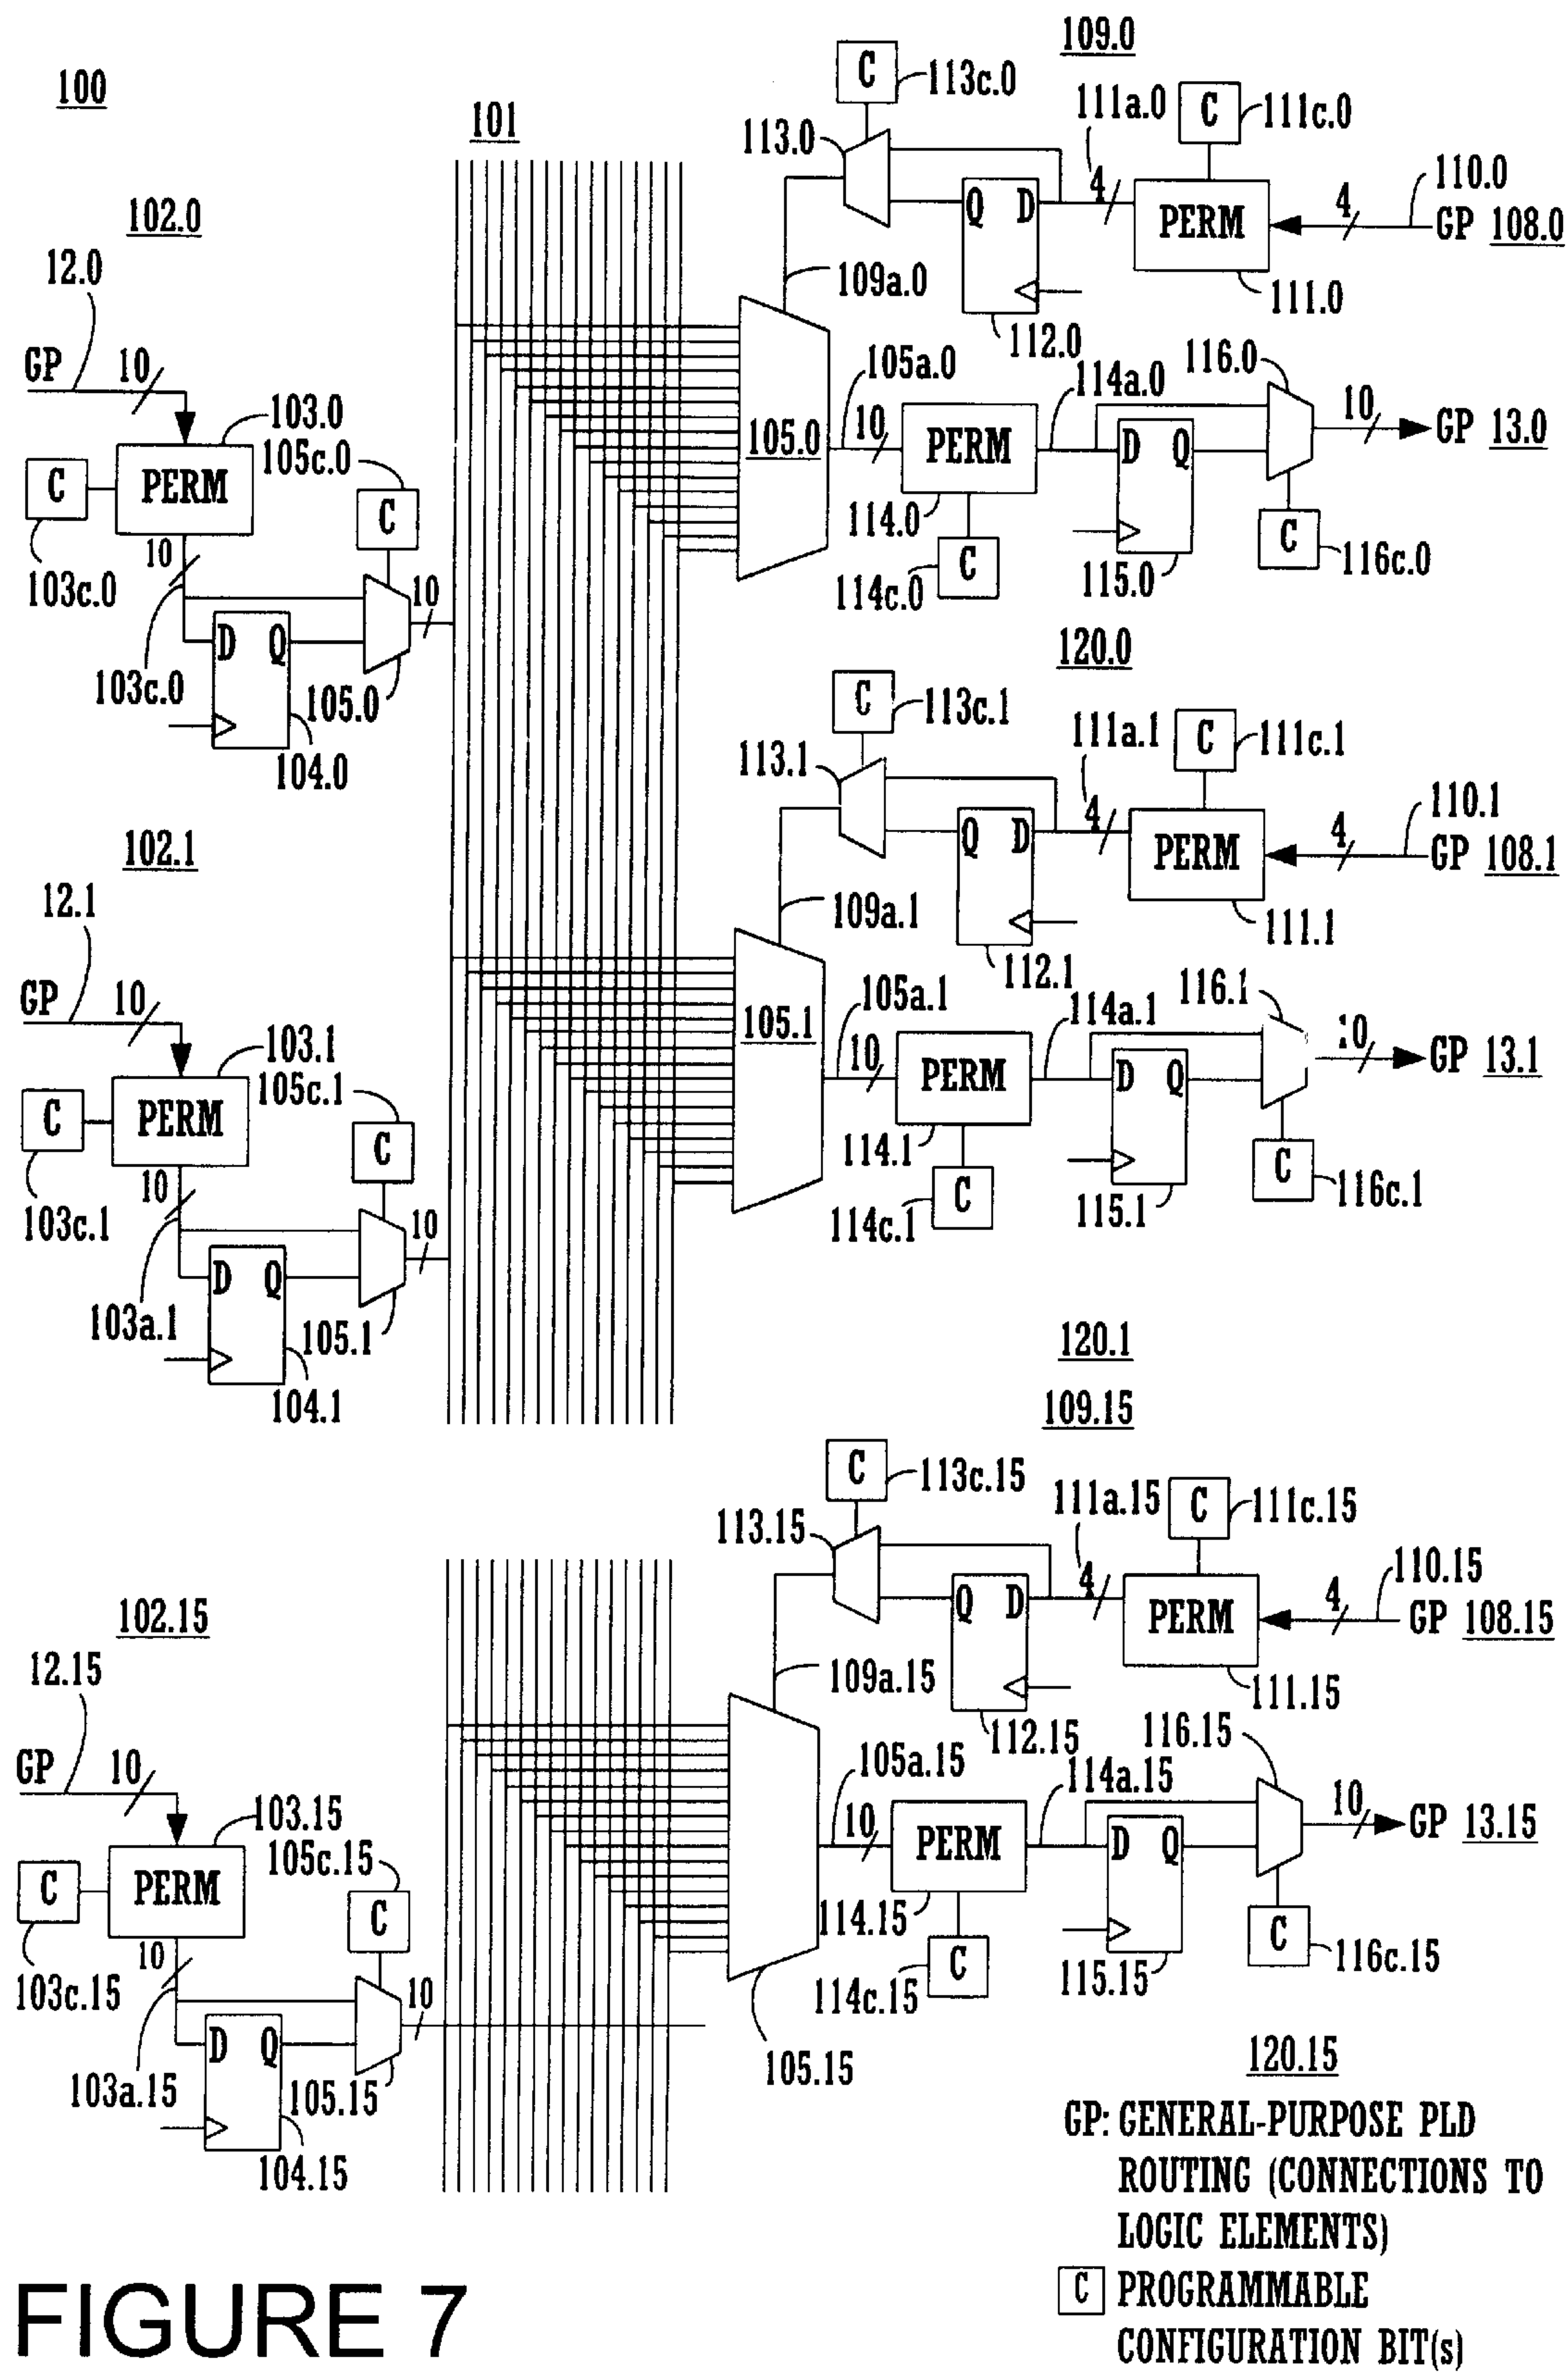 109.0
C
113c.0
100
111a.0
C
111c.0
101
113.0
4
110.0
102.0
Q D
PERM
4
GP 108.0
12.0
109a.0
111.0
112.0
GP
10
105a.0
114a.0
116.0
103.0
105c.0
10
PERM
D Q
10
GP 13.0
C
PERM
105.0
C
114.0
C
10
103c.0
C
114c.0
115.0
116c.0
10
D Q
103c.0
105.0
120.0
104.0
C
113c.1
111a.1
C
111c.1
113.1
4
110.1
102.1
Q D
PERM
4
GP 108.1
12.1
109a.1
111.1
112.1
GP
10
105a.1
114a.1
116.1
103.1
105.1
10
PERM
D Q
10
GP 13.1
105c.1
C
PERM
C
114.1
C
10
103c.1
C
114c.1
115.1
116c.1
10
D Q
103a.1
105.1
120.1
104.1
109.15
C
113c.15
111a.15
C
111c.15
113.15
4
110.15
102.15
Q D
PERM
4
GP 108.15
12.15
109a.15
111.15
112.15
116.15
GP
10
105a.15
114a.15
103.15
10
PERM
D Q
10
GP 13.15
105c.15
C
PERM
C
114.15
C
10
103c.15
C
114c.15
115.15
116c.15
10
D Q
103a.15
105.15
105.15
120.15
104.15
GP: GENERAL-PURPOSE PLD
ROUTING (CONNECTIONS TO
LOGIC ELEMENTS)
C PROGRAMMABLE
CONFIGURATION BIT(s)
FIGURE 7